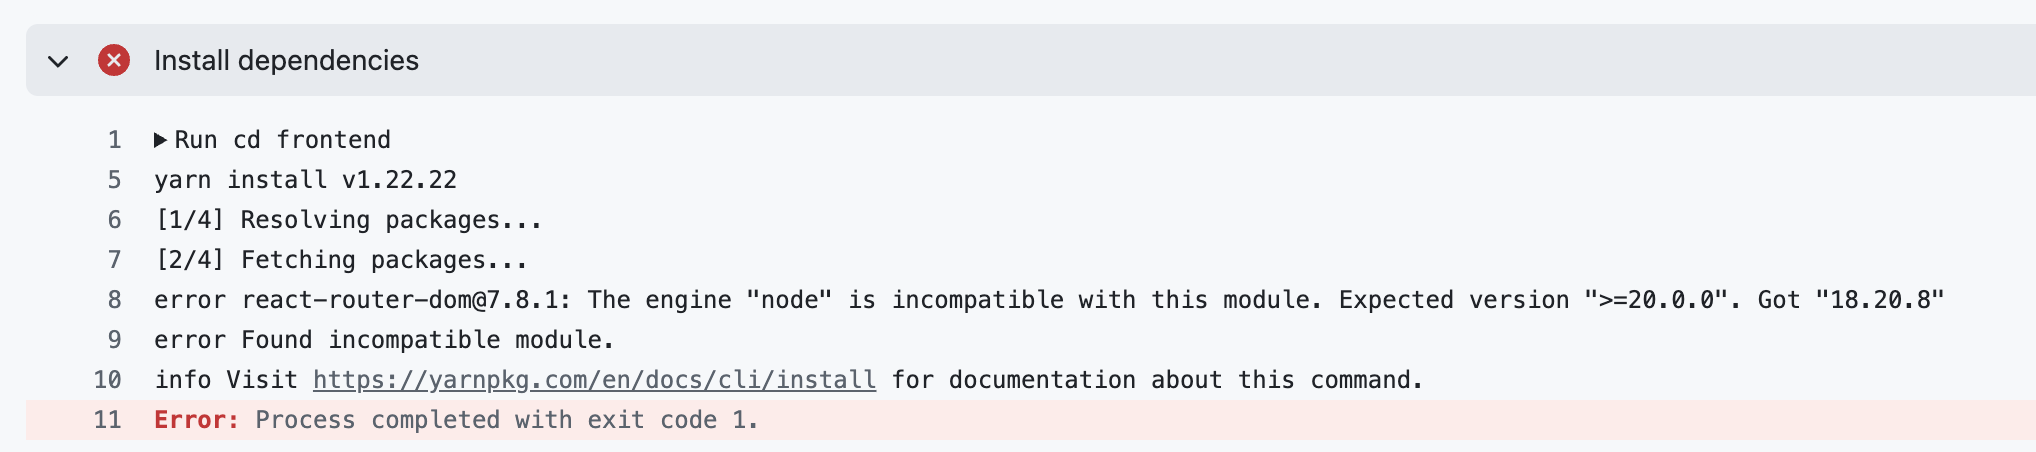 Install dependencies
1 Run cd frontend
5 yarn install v1.22.22
6 [1/4] Resolving packages...
7 [2/4] Fetching packages...
8 error react-router-dom@7.8.1: The engine "node" is incompatible with this module. Expected version ">=20.0.0". Got "18.20.8"
9 error Found incompatible module.
10 info Visit https://yarnpkg.com/en/docs/cli/install for documentation about this command.
11 Error: Process completed with exit code 1.